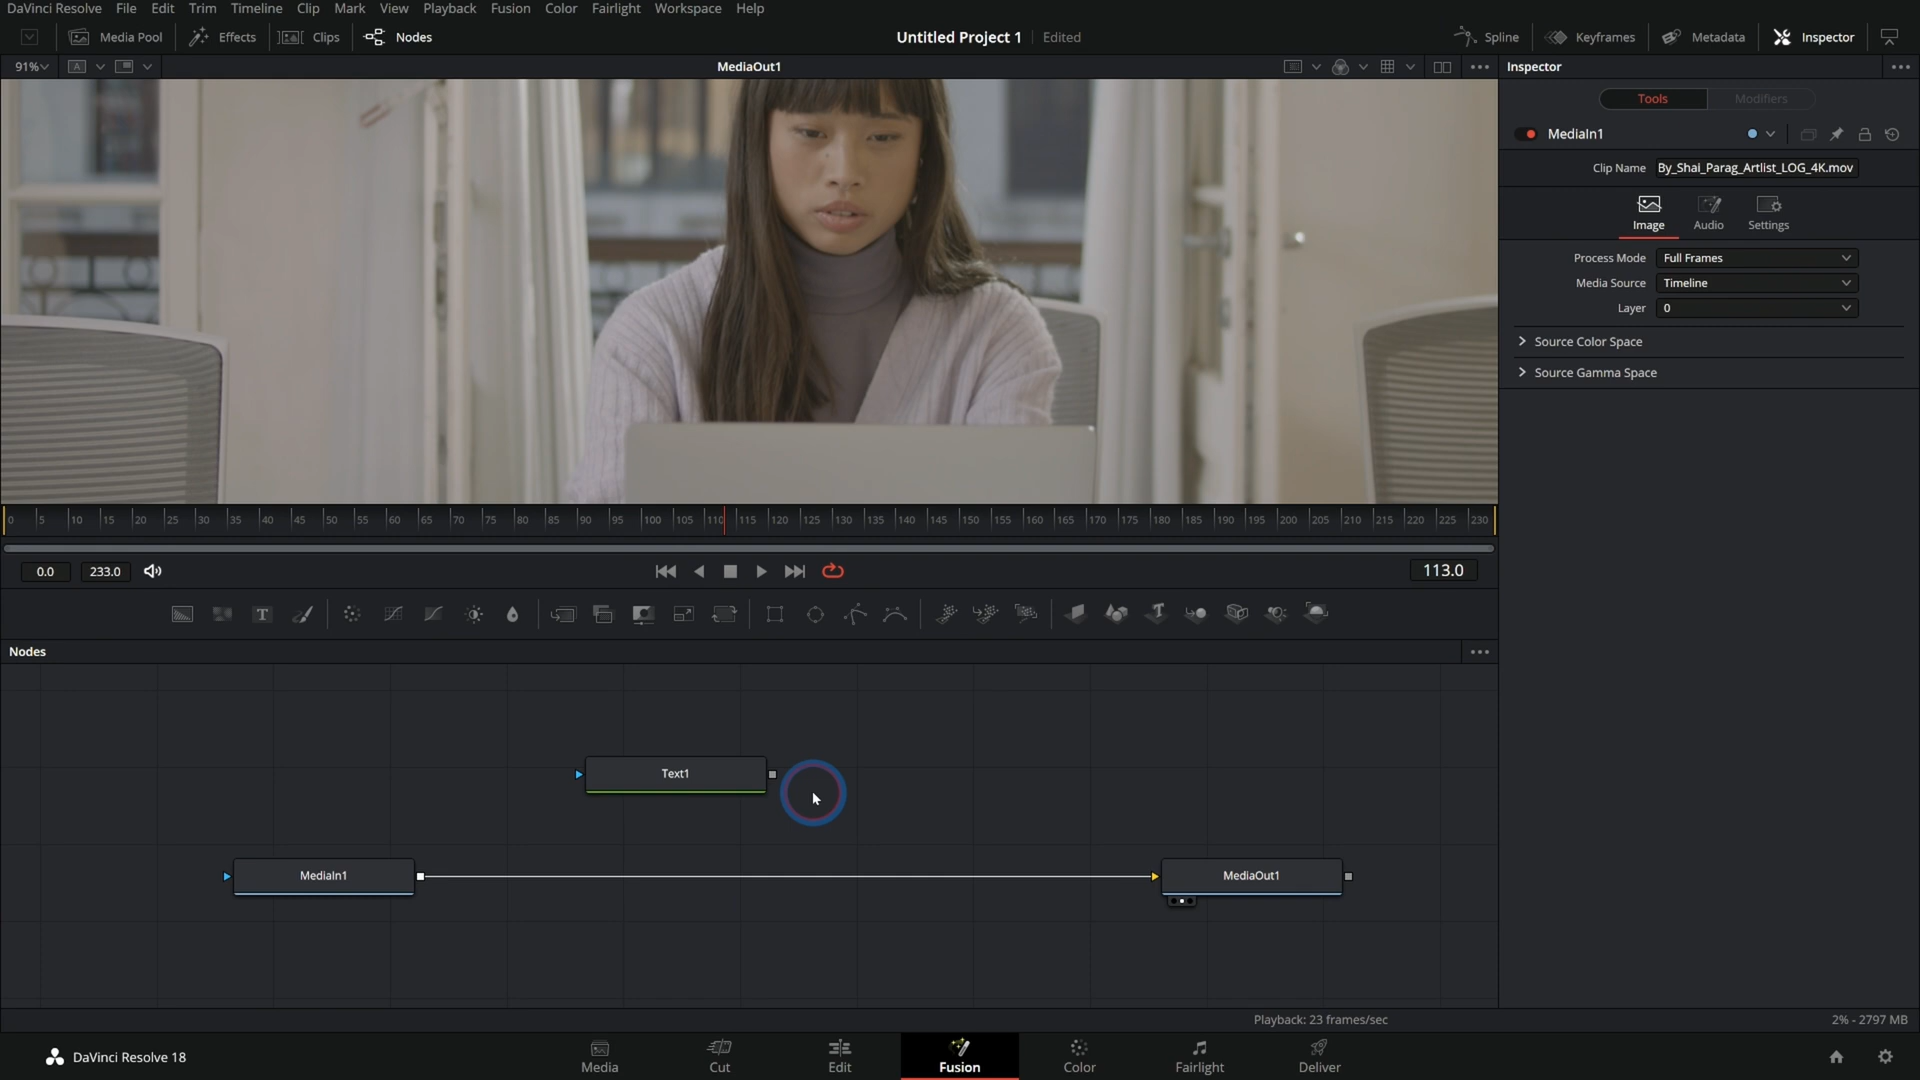 DaVinci Resolve File Edit Trim Timeline Clip Mark View Playback Fusion Color Fairlight Workspace Help
Media Pool Effects Clips Nodes Untitled Project 1 Edited Spline Keyframes Metadata Inspector
91% A MediaOut1 Inspector
Tools Modifiers
MediaIn1
Clip Name By_Shai_Parag_Artlist_LOG_4K.mov
Image Audio Settings
Process Mode Full Frames
Media Source Timeline
Layer 0
Source Color Space
Source Gamma Space
0 5 10 15 20 25 30 35 40 45 50 55 60 65 70 75 80 85 90 95 100 105 110 115 120 125 130 135 140 145 150 155 160 165 170 175 180 185 190 195 200 205 210 215 220 225 230
0.0 233.0 113.0
T T
Nodes
Text1
MediaIn1 MediaOut1
Playback: 23 frames/sec 2% - 2797 MB
DaVinci Resolve 18 Media Cut Edit Fusion Color Fairlight Deliver